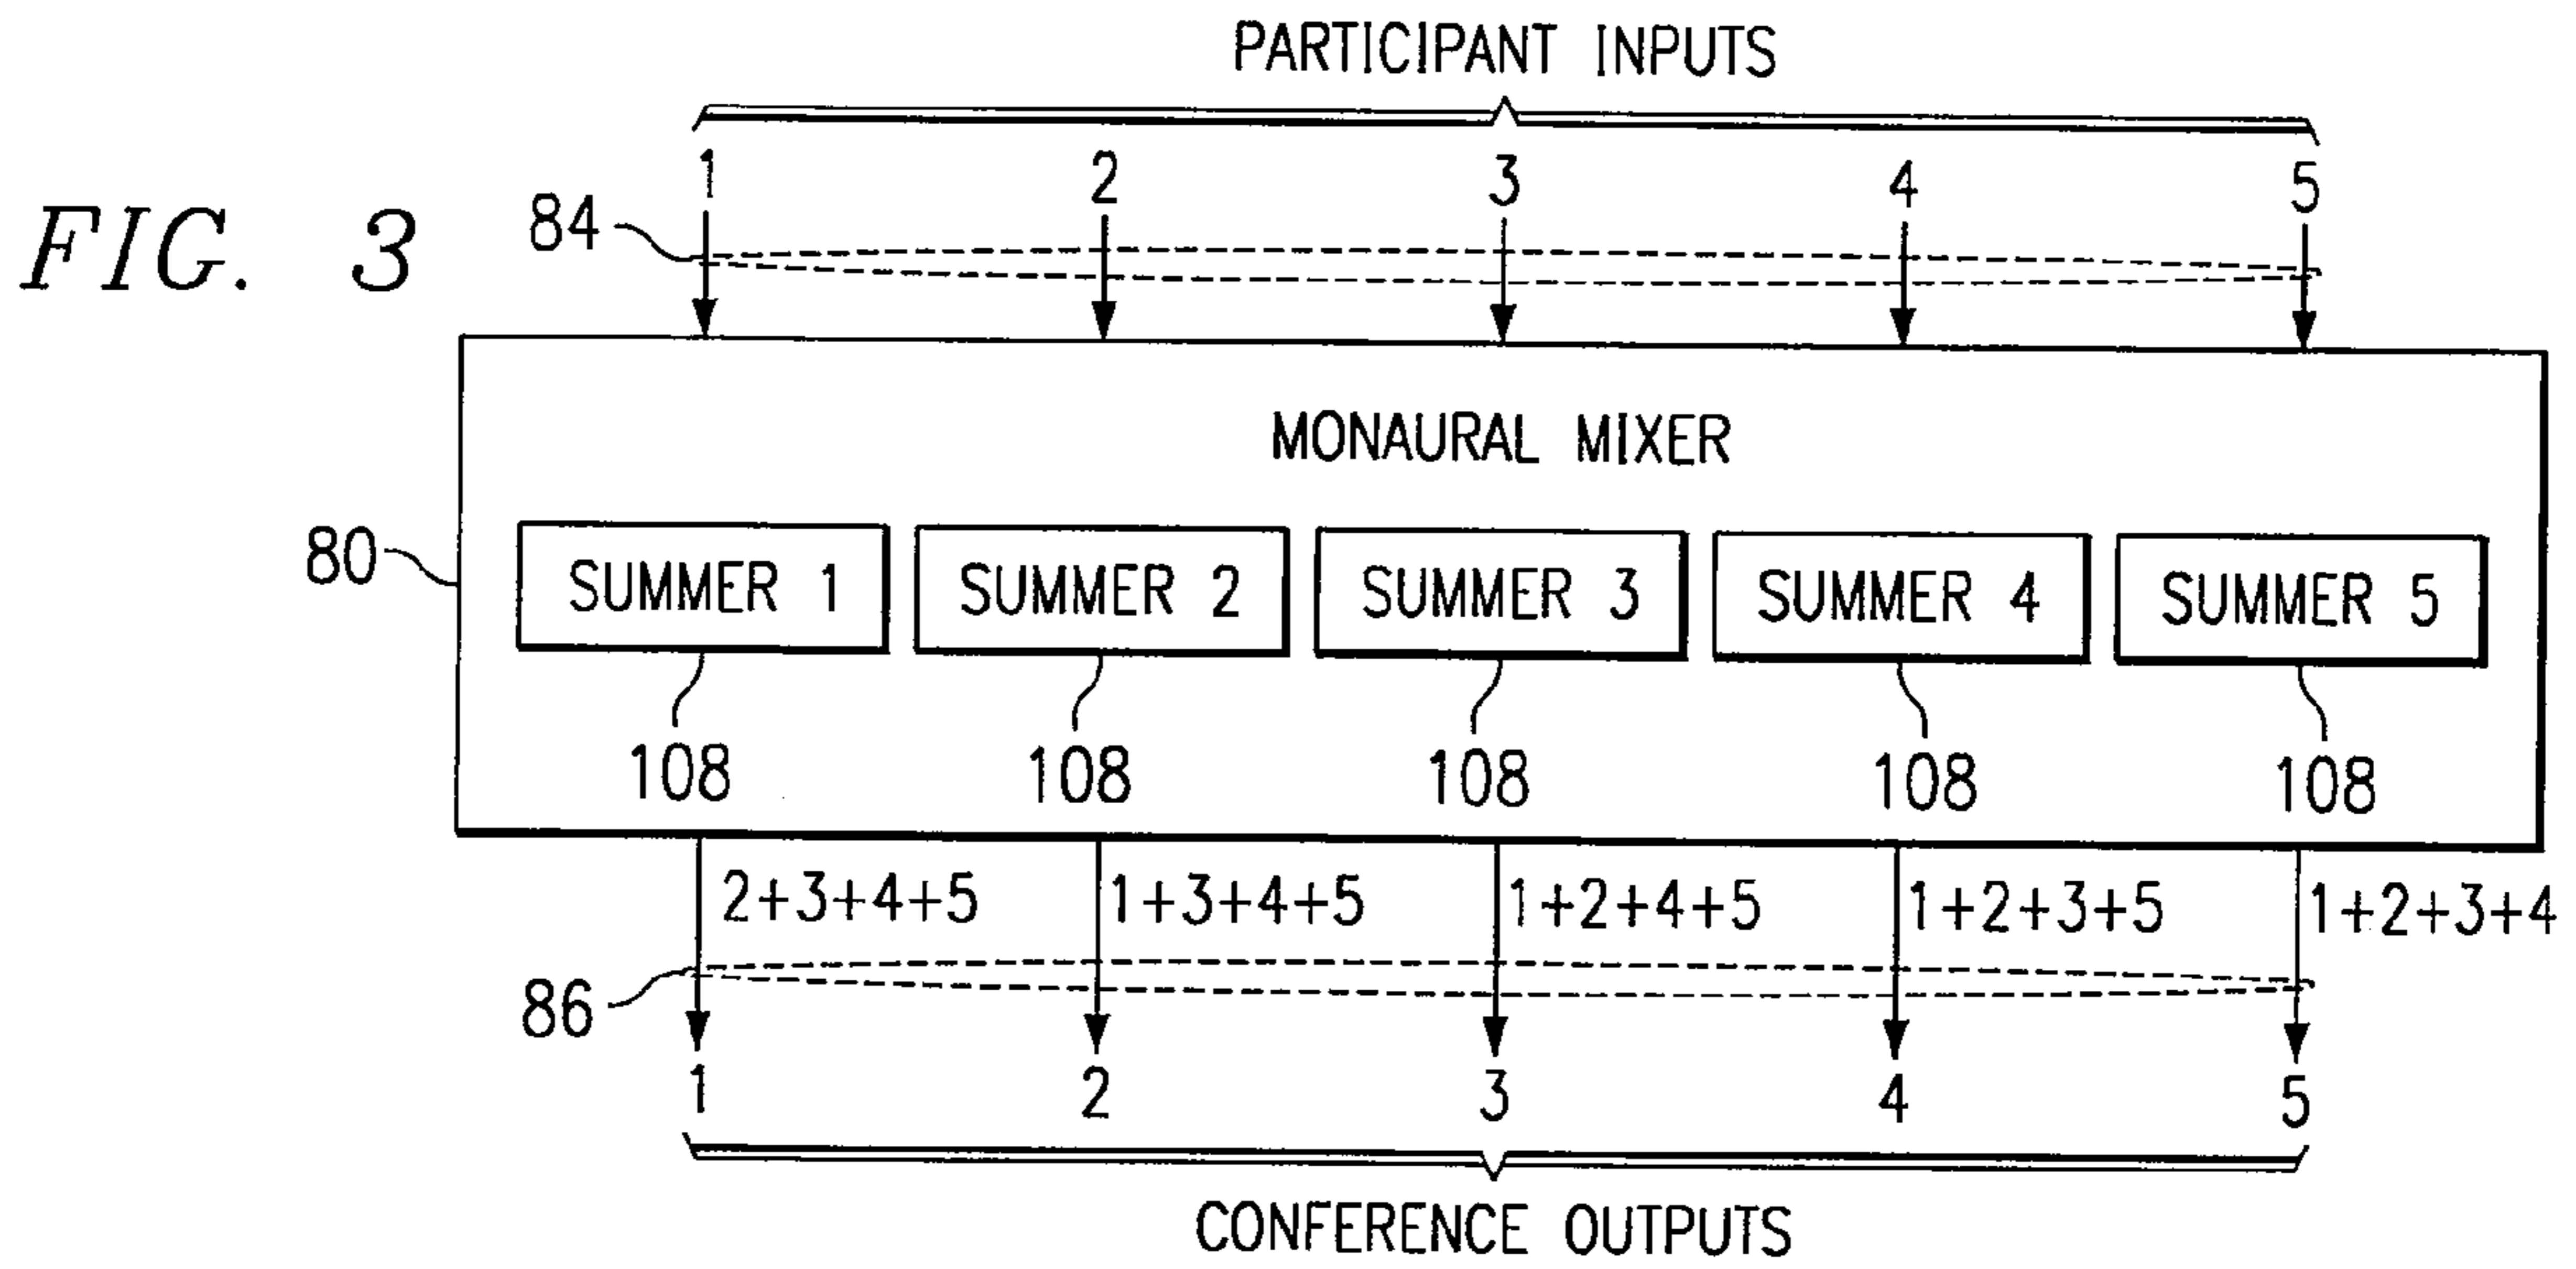 PARTICIPANT INPUTS
1 2 3 4 5
FIG. 3
84
MONAURAL MIXER
80
SUMMER 1 SUMMER 2 SUMMER 3 SUMMER 4 SUMMER 5
108 108 108 108 108
2+3+4+5 1+3+4+5 1+2+4+5 1+2+3+5 1+2+3+4
86
1 2 3 4 5
CONFERENCE OUTPUTS